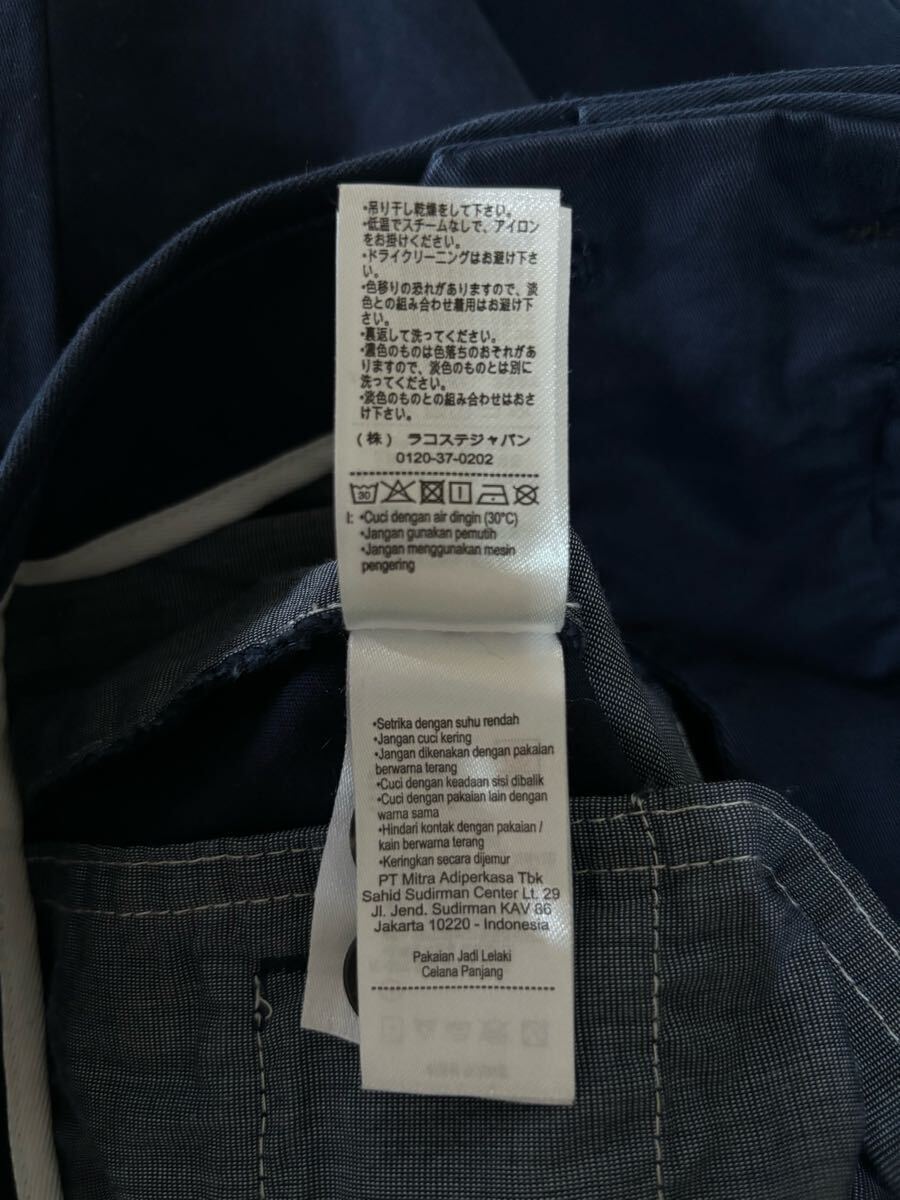 ・吊り干し乾燥をして下さい。
・低温でスチームなしで、アイロン
をお掛けください。
・ドライクリーニングはお避け下さ
い。
・色移りの恐れがありますので、淡
色との組み合わせ着用はお避け下
さい。
・裏返して洗ってください。
・濃色のものは色落ちのおそれがあ
りますので、淡色のものとは別に
洗ってください。
・淡色のものとの組み合わせはおさ
け下さい。
(株) ラコステジャパン
0120-37-0202
30
I: •Cuci dengan air dingin (30°C)
•Jangan gunakan pemutih
•Jangan menggunakan mesin
pengering
•Setrika dengan suhu rendah
•Jangan cuci kering
•Jangan dikenakan dengan pakaian
berwarna terang
•Cuci dengan keadaan sisi dibalik
•Cuci dengan pakaian lain dengan
warna sama
•Hindari kontak dengan pakaian /
kain berwarna terang
•Keringkan secara dijemur
PT Mitra Adiperkasa Tbk
Sahid Sudirman Center Lt. 29
Jl. Jend. Sudirman KAV 86
Jakarta 10220 - Indonesia
Pakaian Jadi Lelaki
Celana Panjang